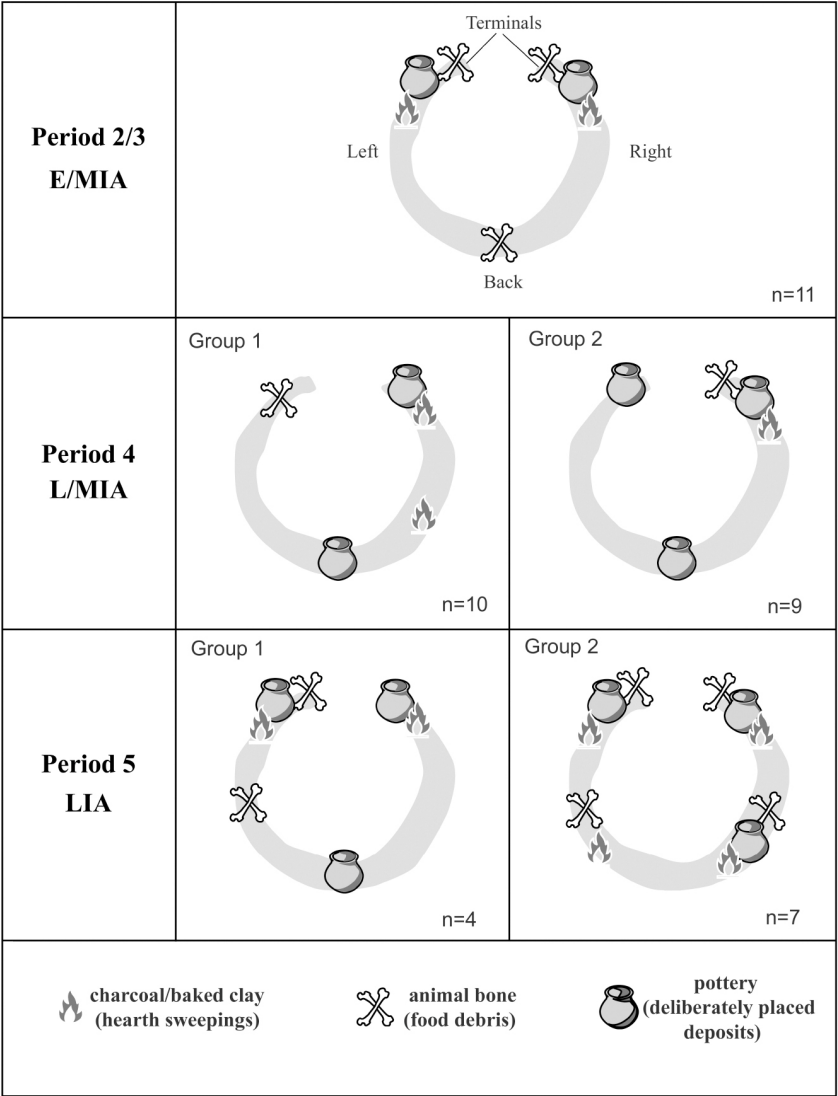 Terminals
Period 2/3
E/MIA
Left
Right
Back
n=11
Group 1
Group 2
Period 4
L/MIA
n=10
n=9
Group 1
Group 2
Period 5
LIA
n=4
n=7
charcoal/baked clay
(hearth sweepings)
animal bone
(food debris)
pottery
(deliberately placed
deposits)